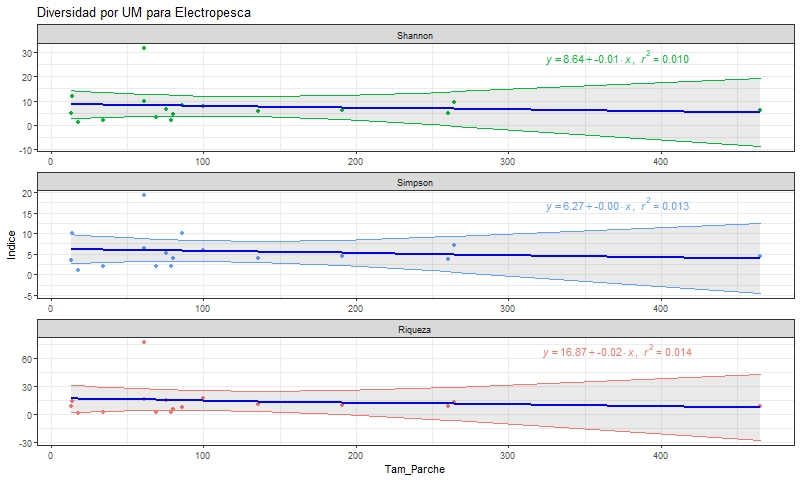 Diversidad por UM para Electropesca
Shannon
y = 8.64 + -0.01 · x, r² = 0.010
30
20
10
0
-10
0 100 200 300 400
Simpson
y = 6.27 + -0.00 · x, r² = 0.013
20
15
10
5
0
-5
0 100 200 300 400
Indice
Riqueza
y = 16.87 + -0.02 · x, r² = 0.014
60
30
0
-30
0 100 200 300 400
Tam_Parche